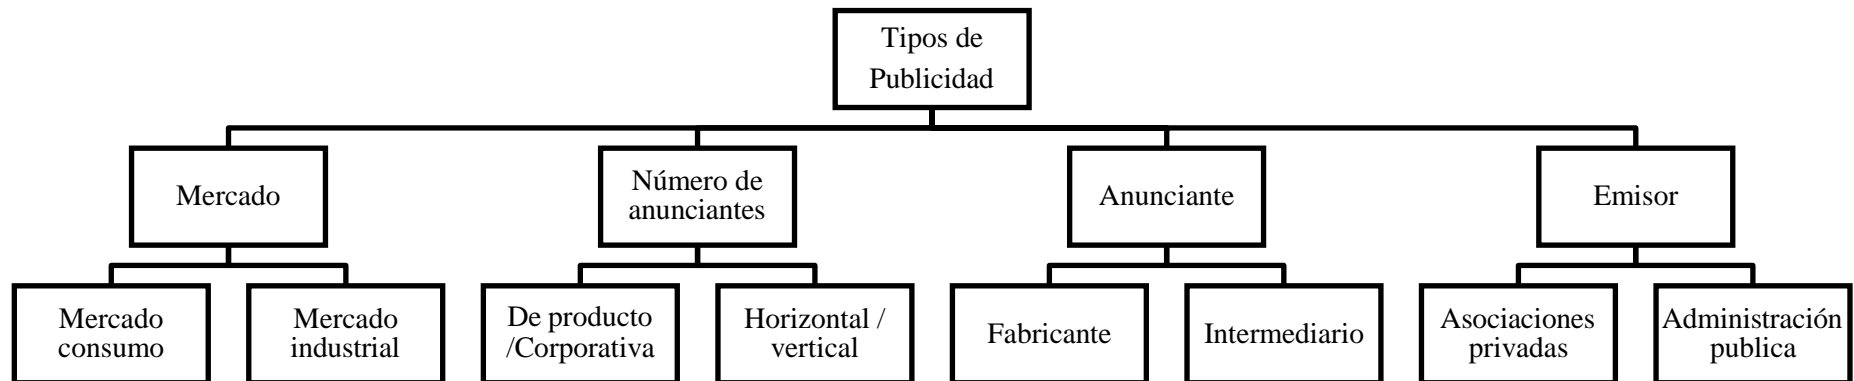 Tipos de
Publicidad
Mercado
Número de
anunciantes
Anunciante
Emisor
Mercado
consumo
Mercado
industrial
De producto
/Corporativa
Horizontal /
vertical
Fabricante
Intermediario
Asociaciones
privadas
Administración
publica